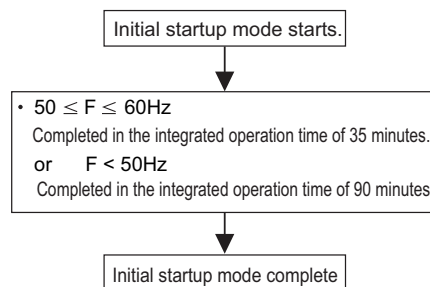 Initial startup mode starts.
• 50 ≤ F ≤ 60Hz
Completed in the integrated operation time of 35 minutes.
or F < 50Hz
Completed in the integrated operation time of 90 minutes
Initial startup mode complete